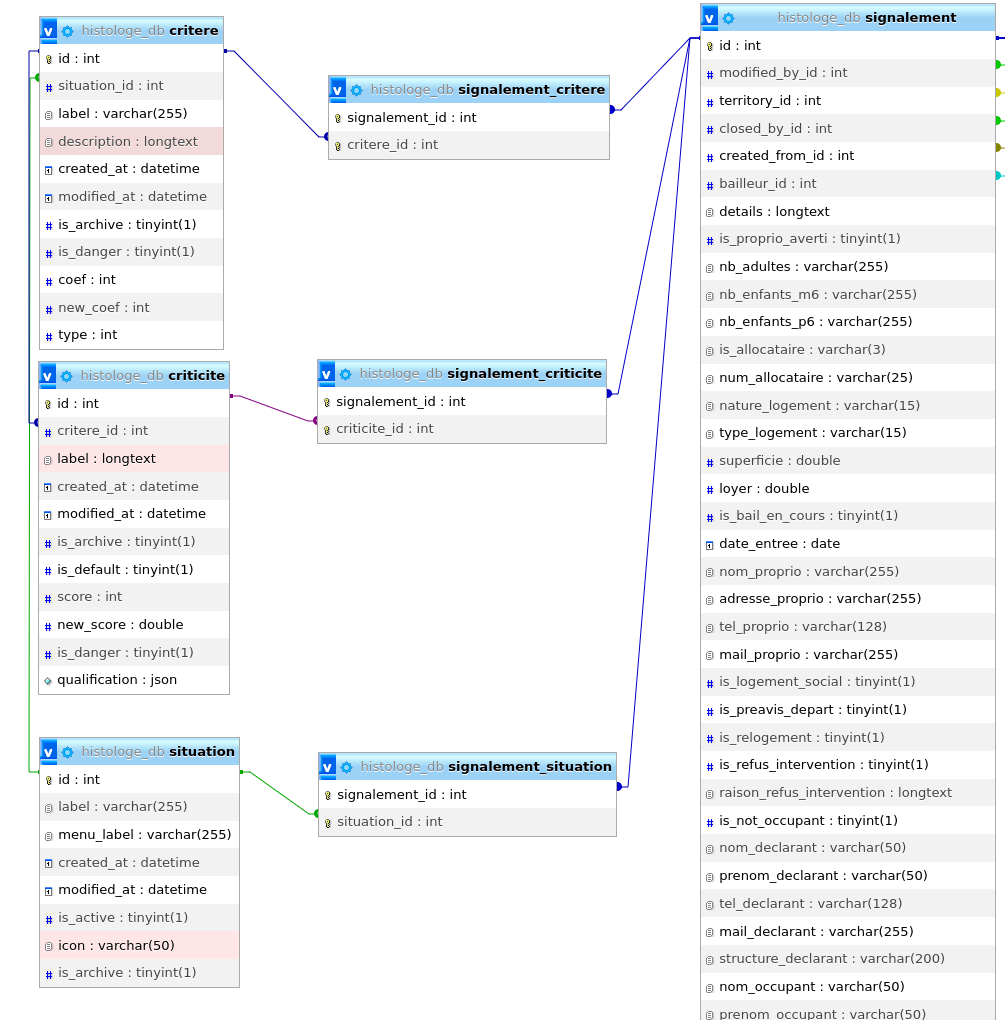 v histologe_db critere
id : int
situation_id : int
label : varchar(255)
description : longtext
created_at : datetime
modified_at : datetime
is_archive : tinyint(1)
is_danger : tinyint(1)
coef : int
new_coef : int
type : int
v histologe_db criticite
id : int
critere_id : int
label : longtext
created_at : datetime
modified_at : datetime
is_archive : tinyint(1)
is_default : tinyint(1)
score : int
new_score : double
is_danger : tinyint(1)
qualification : json
v histologe_db situation
id : int
label : varchar(255)
menu_label : varchar(255)
created_at : datetime
modified_at : datetime
is_active : tinyint(1)
icon : varchar(50)
is_archive : tinyint(1)
v histologe_db signalement_critere
signalement_id : int
critere_id : int
v histologe_db signalement_criticite
signalement_id : int
criticite_id : int
v histologe_db signalement_situation
signalement_id : int
situation_id : int
v histologe_db signalement
id : int
modified_by_id : int
territory_id : int
closed_by_id : int
created_from_id : int
bailleur_id : int
details : longtext
is_proprio_averti : tinyint(1)
nb_adultes : varchar(255)
nb_enfants_m6 : varchar(255)
nb_enfants_p6 : varchar(255)
is_allocataire : varchar(3)
num_allocataire : varchar(25)
nature_logement : varchar(15)
type_logement : varchar(15)
superficie : double
loyer : double
is_bail_en_cours : tinyint(1)
date_entree : date
nom_proprio : varchar(255)
adresse_proprio : varchar(255)
tel_proprio : varchar(128)
mail_proprio : varchar(255)
is_logement_social : tinyint(1)
is_preavis_depart : tinyint(1)
is_relogement : tinyint(1)
is_refus_intervention : tinyint(1)
raison_refus_intervention : longtext
is_not_occupant : tinyint(1)
nom_declarant : varchar(50)
prenom_declarant : varchar(50)
tel_declarant : varchar(128)
mail_declarant : varchar(255)
structure_declarant : varchar(200)
nom_occupant : varchar(50)
prenom_occupant : varchar(50)